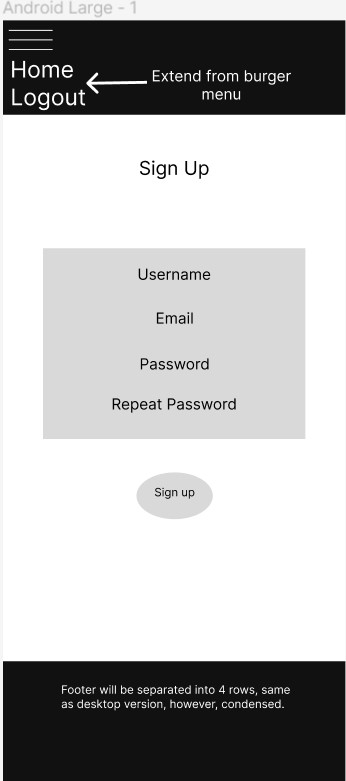 Android Large - 1
Home
Logout
Extend from burger
menu
Sign Up
Username
Email
Password
Repeat Password
Sign up
Footer will be separated into 4 rows, same
as desktop version, however, condensed.